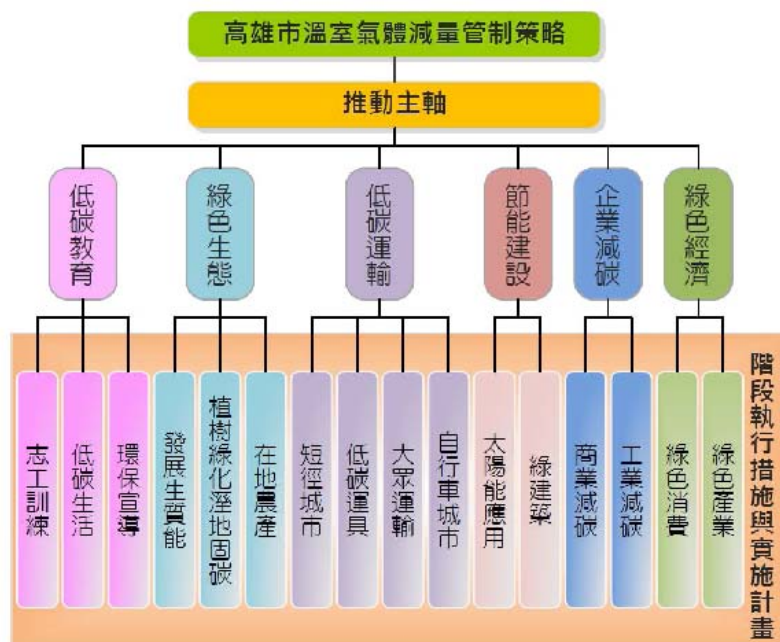 高雄市溫室氣體減量管制策略
推動主軸
低碳教育
綠色生態
低碳運輸
節能建設
企業減碳
綠色經濟
志工訓練
低碳生活
環保宣導
發展生質能
植樹綠化溼地固碳
在地農產
短徑城市
低碳運具
大眾運輸
自行車城市
太陽能應用
綠建築
商業減碳
工業減碳
綠色消費
綠色產業
階段執行措施與實施計畫